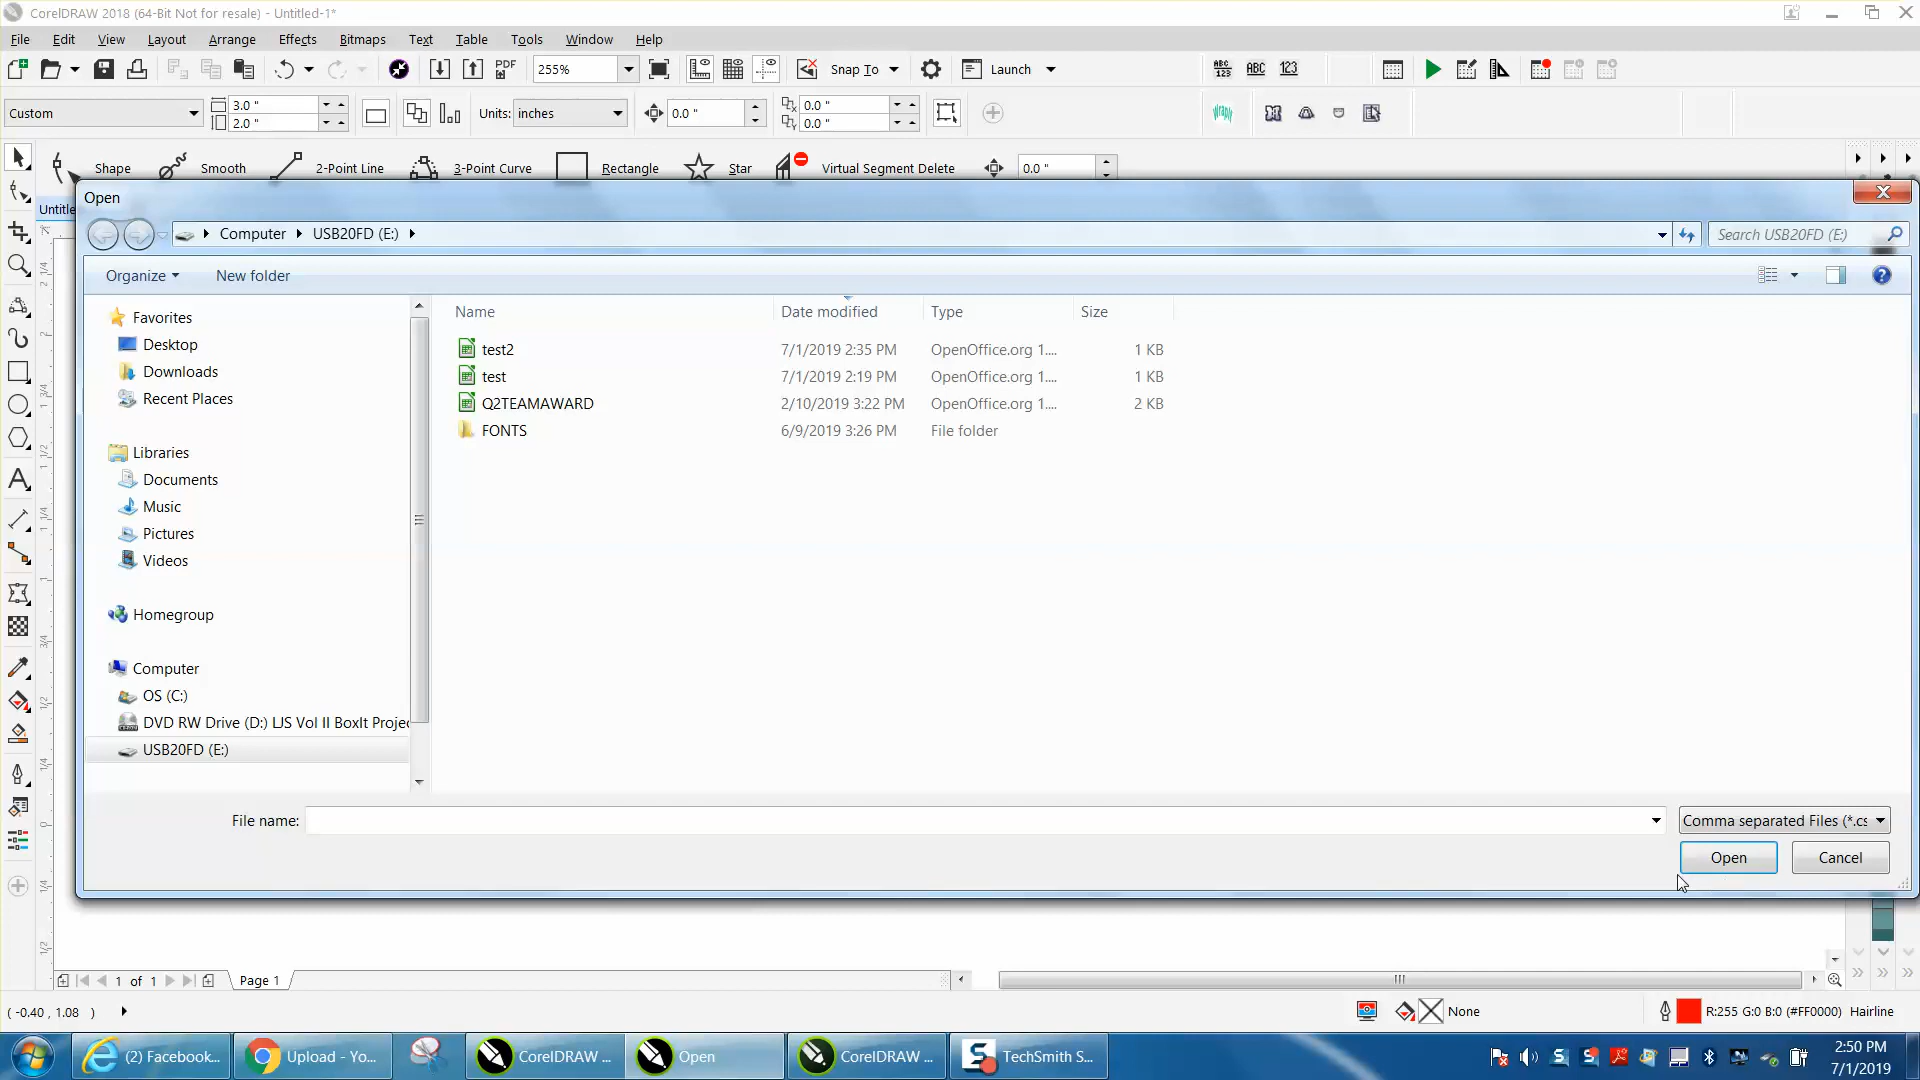 CorelDRAW 2018 (64-Bit Not for resale) - Untitled-1*
File Edit View Layout Arrange Effects Bitmaps Text Table Tools Window Help
PDF 255% Snap To Launch ABC 123 ABC 123
Custom 3.0 " 2.0 " Units: inches 0.0 " 0.0 " 0.0 "
Shape Smooth 2-Point Line 3-Point Curve Rectangle Star Virtual Segment Delete 0.0 "
Untitle
Open
Computer USB20FD (E:) Search USB20FD (E:)
Organize New folder
Name Date modified Type Size
test2 7/1/2019 2:35 PM OpenOffice.org 1.... 1 KB
test 7/1/2019 2:19 PM OpenOffice.org 1.... 1 KB
Q2TEAMAWARD 2/10/2019 3:22 PM OpenOffice.org 1.... 2 KB
FONTS 6/9/2019 3:26 PM File folder
Favorites
Desktop
Downloads
Recent Places
Libraries
Documents
Music
Pictures
Videos
Homegroup
Computer
OS (C:)
DVD RW Drive (D:) LJS Vol II BoxIt Projec
USB20FD (E:)
File name: Comma separated Files (*.cs
Open Cancel
1 of 1 Page 1
( -0.40 , 1.08 ) None R:255 G:0 B:0 (#FF0000) Hairline
(2) Facebook... Upload - Yo... CorelDRAW ... Open CorelDRAW ... TechSmith S... 2:50 PM
7/1/2019